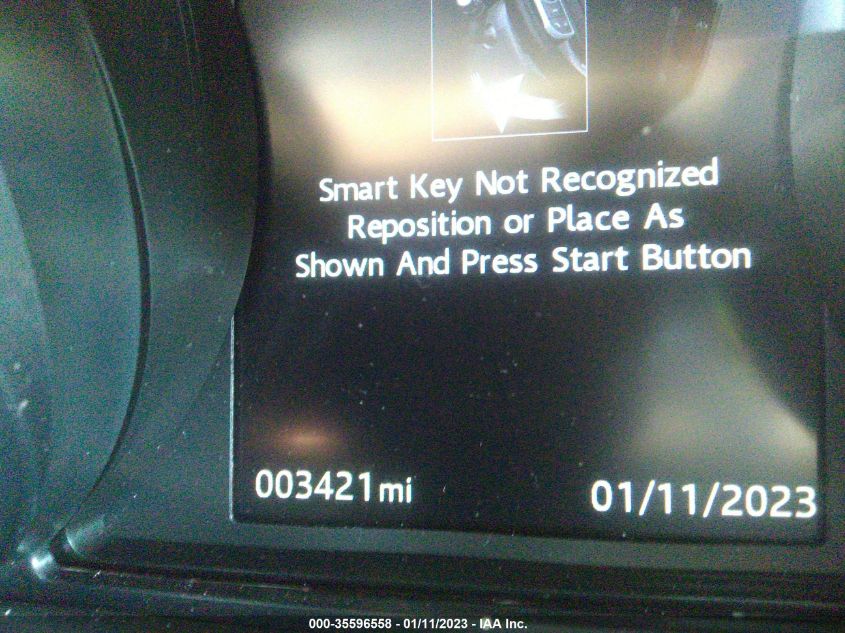 Smart Key Not Recognized
Reposition or Place As
Shown And Press Start Button
003421mi
01/11/2023
000-35596558 - 01/11/2023 - IAA Inc.